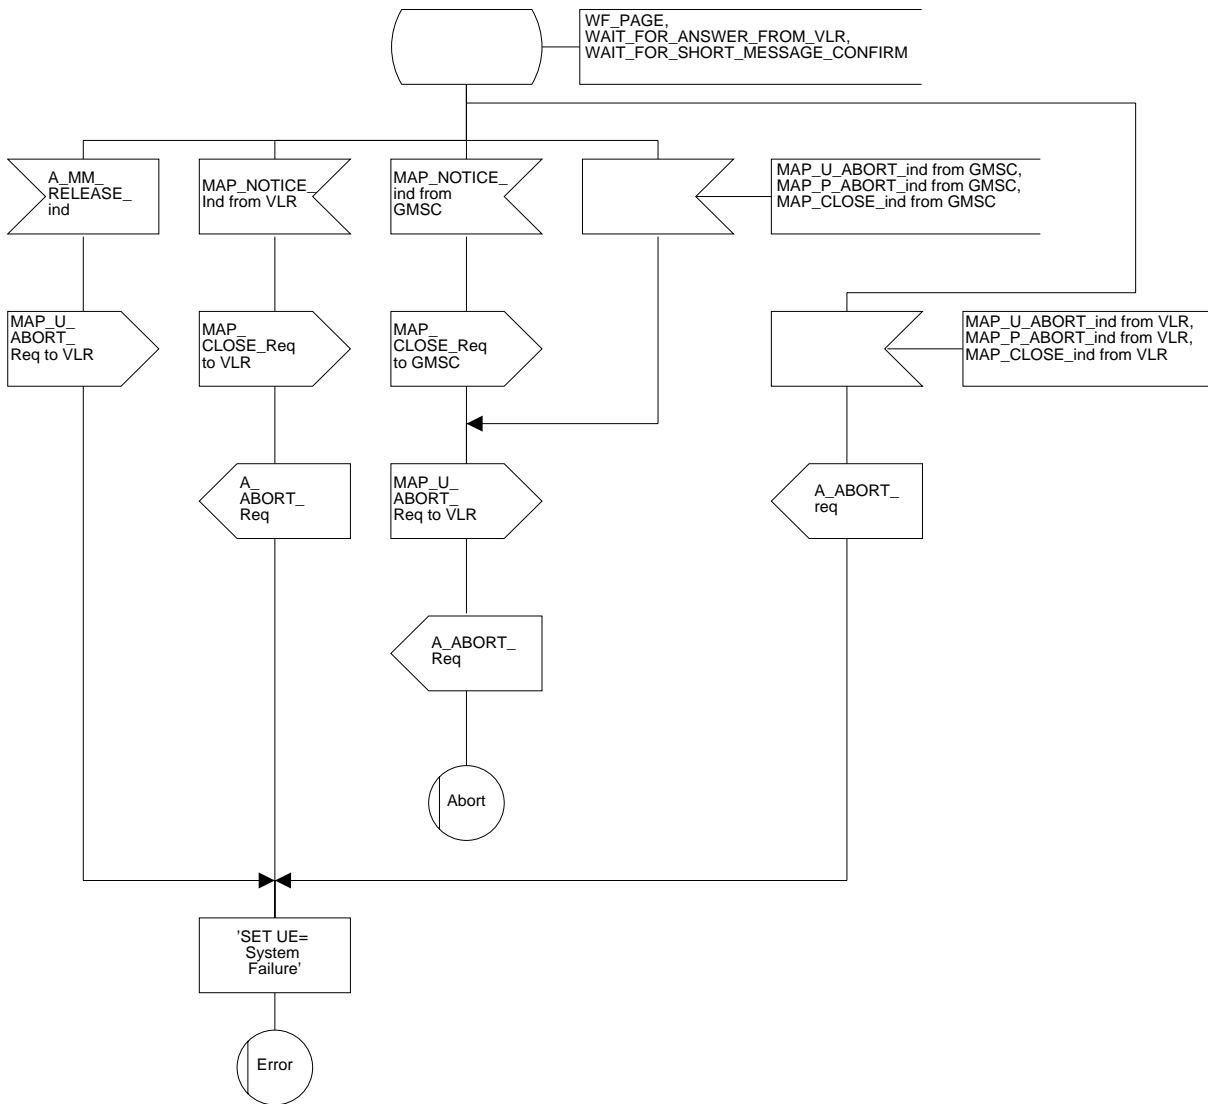 WF_PAGE,
WAIT_FOR_ANSWER_FROM_VLR,
WAIT_FOR_SHORT_MESSAGE_CONFIRM
A_MM_
RELEASE_
ind
MAP_NOTICE_
Ind from VLR
MAP_NOTICE_
ind from
GMSC
MAP_U_ABORT_ind from GMSC,
MAP_P_ABORT_ind from GMSC,
MAP_CLOSE_ind from GMSC
MAP_U_
ABORT_
Req to VLR
MAP_
CLOSE_Req
to VLR
MAP_
CLOSE_Req
to GMSC
MAP_U_ABORT_ind from VLR,
MAP_P_ABORT_ind from VLR,
MAP_CLOSE_ind from VLR
A_
ABORT_
Req
MAP_U_
ABORT_
Req to VLR
A_ABORT_
req
A_ABORT_
Req
Abort
'SET UE=
System
Failure'
Error